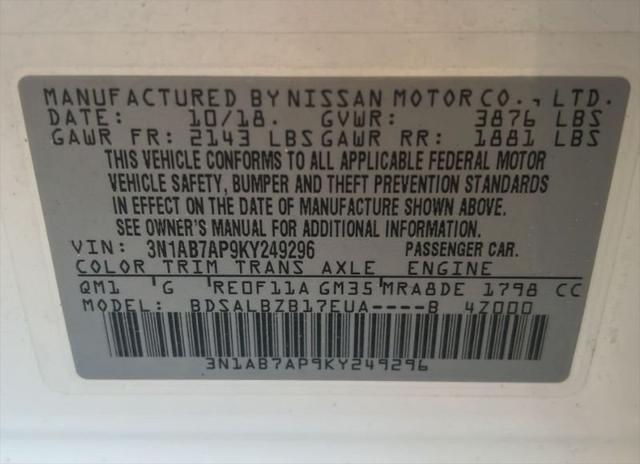 MANUFACTURED BY NISSAN MOTOR CO., LTD.
DATE: 10/18. GVWR: 3876 LBS
GAWR FR: 2143 LBS GAWR RR: 1881 LBS
THIS VEHICLE CONFORMS TO ALL APPLICABLE FEDERAL MOTOR
VEHICLE SAFETY, BUMPER AND THEFT PREVENTION STANDARDS
IN EFFECT ON THE DATE OF MANUFACTURE SHOWN ABOVE.
SEE OWNER'S MANUAL FOR ADDITIONAL INFORMATION.
VIN: 3N1AB7AP9KY249296 PASSENGER CAR.
COLOR TRIM TRANS AXLE ENGINE
QM1 'G RE0F11A GM35 MRA8DE 1798 CC
MODEL: BDSALBZB17EUA----B 4Z000
3N1AB7AP9KY249296